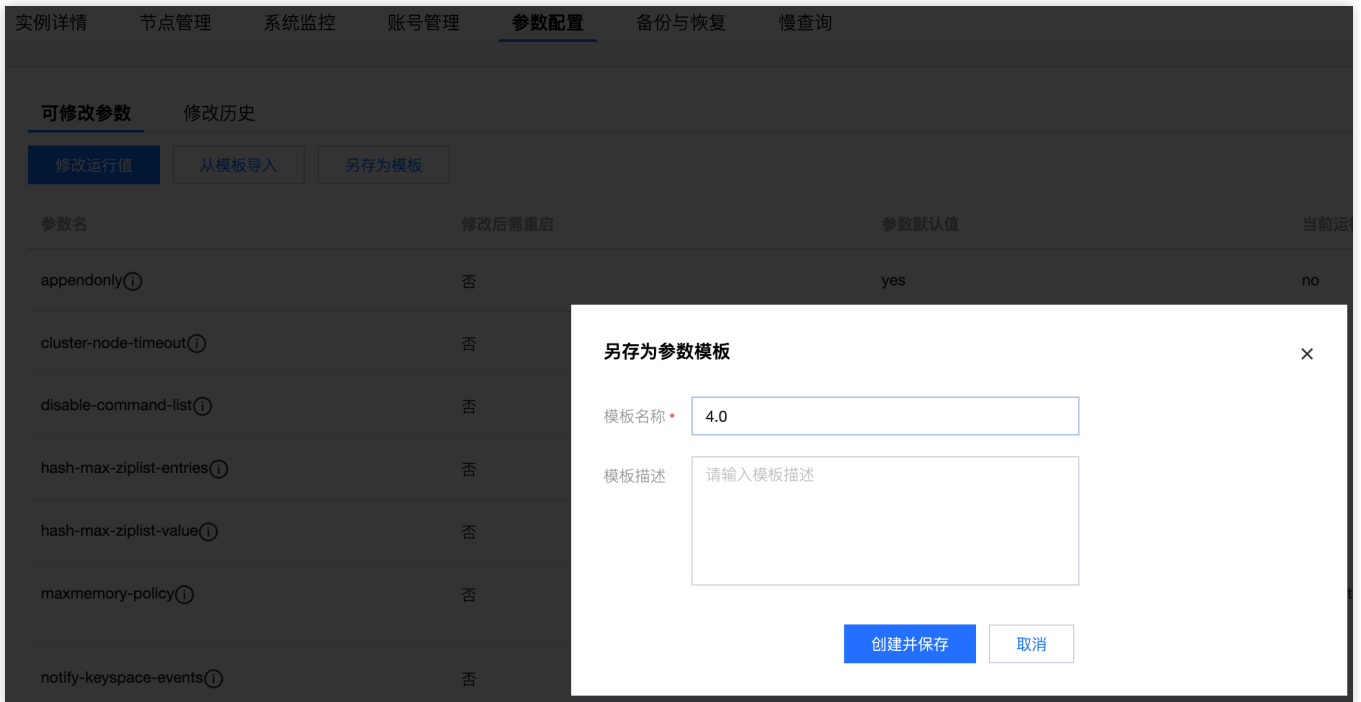 实例详情 节点管理 系统监控 账号管理 参数配置 备份与恢复 慢查询
可修改参数 修改历史
修改运行值 从模板导入 另存为模板
参数名 修改后需重启 参数默认值 当前运
appendonly 否 yes no
cluster-node-timeout 否
disable-command-list 否
hash-max-ziplist-entries 否
hash-max-ziplist-value 否
maxmemory-policy 否
notify-keyspace-events 否
另存为参数模板
模板名称 * 4.0
模板描述 请输入模板描述
创建并保存 取消